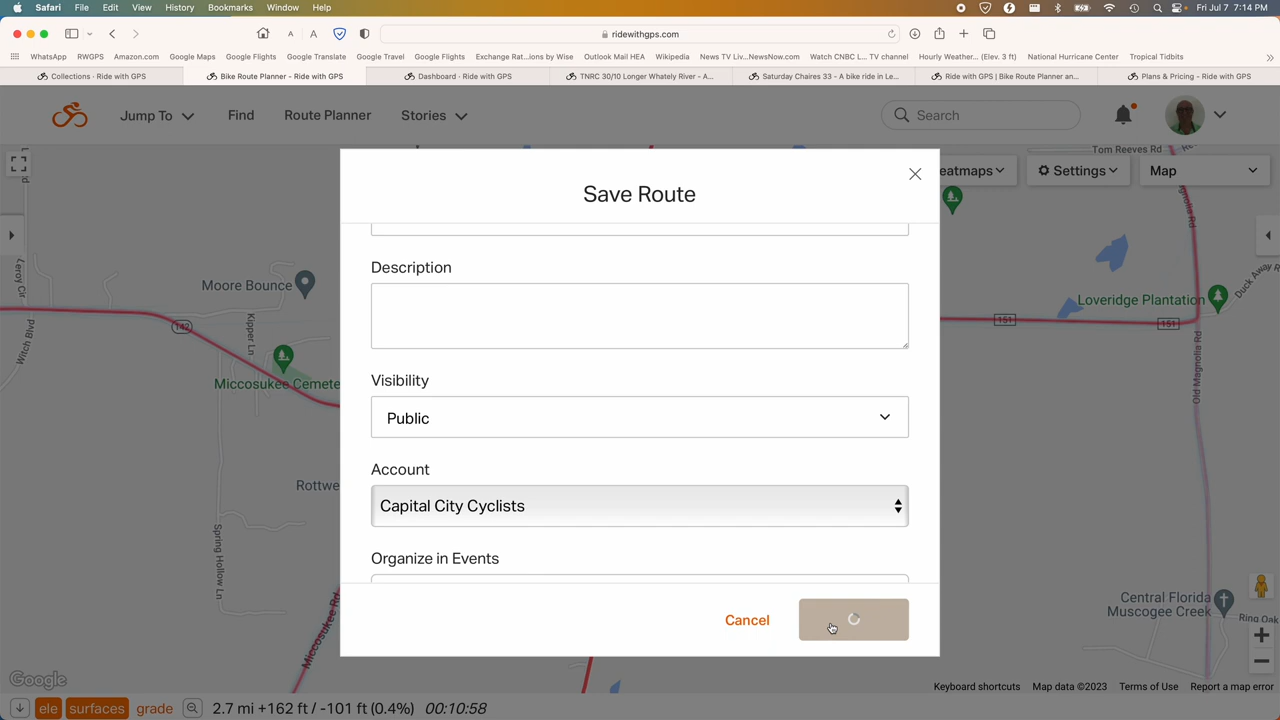 Safari File Edit View History Bookmarks Window Help Fri Jul 7 7:14 PM
A A ridewithgps.com
WhatsApp RWGPS Amazon.com Google Maps Google Flights Google Translate Google Travel Google Flights Exchange Rat...ions by Wise Outlook Mail HEA Wikipedia News TV Liv...NewsNow.com Watch CNBC L... TV channel Hourly Weather... (Elev. 3 ft) National Hurricane Center Tropical Tidbits
Collections · Ride with GPS Bike Route Planner - Ride with GPS Dashboard · Ride with GPS TNRC 30/10 Longer Whately River - A... Saturday Chaires 33 - A bike ride in Le... Ride with GPS | Bike Route Planner an... Plans & Pricing - Ride with GPS
Jump To Find Route Planner Stories Search
Tom Reeves Rd
eatmaps Settings Map
Save Route
Magnolia Rd
Description
Leroy Cir
Moore Bounce
Duck Away R
Loveridge Plantation
Witch Blvd
Kipper Ln
142
151
151
Miccosukee Cemete
Old Magnolia Rd
Visibility
Public
Account
Rottwe
Capital City Cyclists
Spring Hollow Ln
Organize in Events
Miccosukee Rd
Central Florida
Muscogee Creek
Ring Oak
Cancel
Google
Keyboard shortcuts Map data ©2023 Terms of Use Report a map error
ele surfaces grade 2.7 mi +162 ft / -101 ft (0.4%) 00:10:58